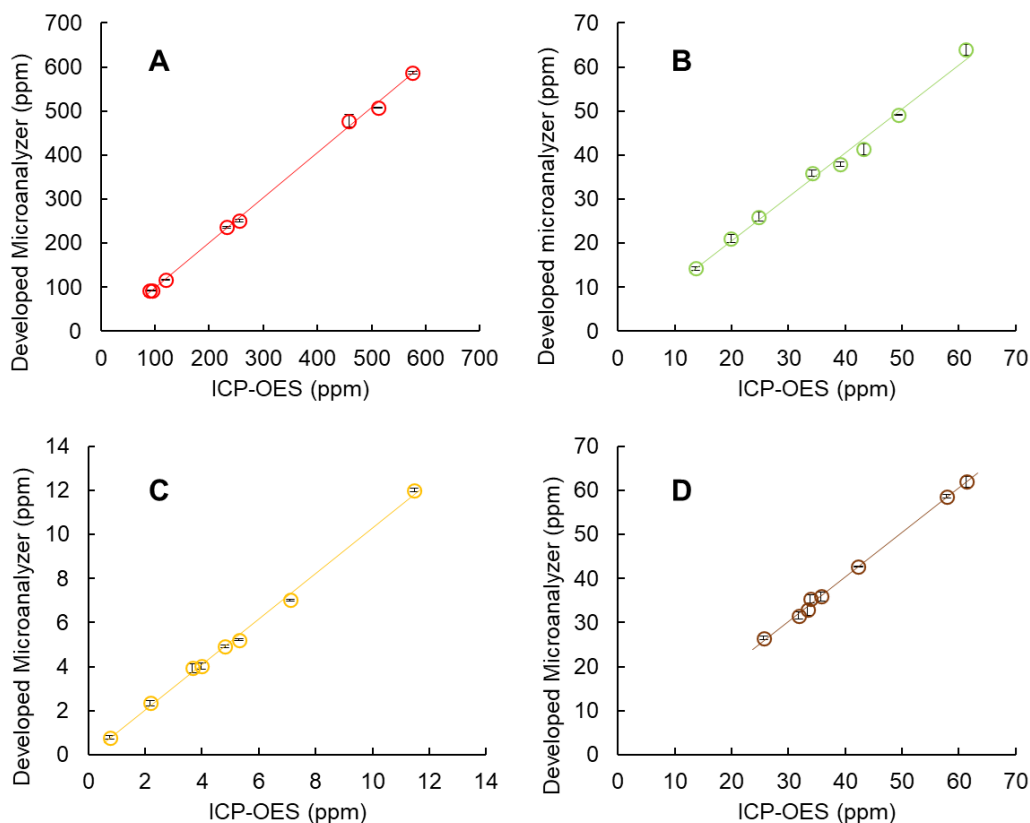 A
Developed Microanalyzer (ppm)
700
600
500
400
300
200
100
0
0 100 200 300 400 500 600 700
ICP-OES (ppm)
B
Developed microanalyzer (ppm)
70
60
50
40
30
20
10
0
0 10 20 30 40 50 60 70
ICP-OES (ppm)
C
Developed Microanalyzer (ppm)
14
12
10
8
6
4
2
0
0 2 4 6 8 10 12 14
ICP-OES (ppm)
D
Developed Microanalyzer (ppm)
70
60
50
40
30
20
10
0
0 10 20 30 40 50 60 70
ICP-OES (ppm)